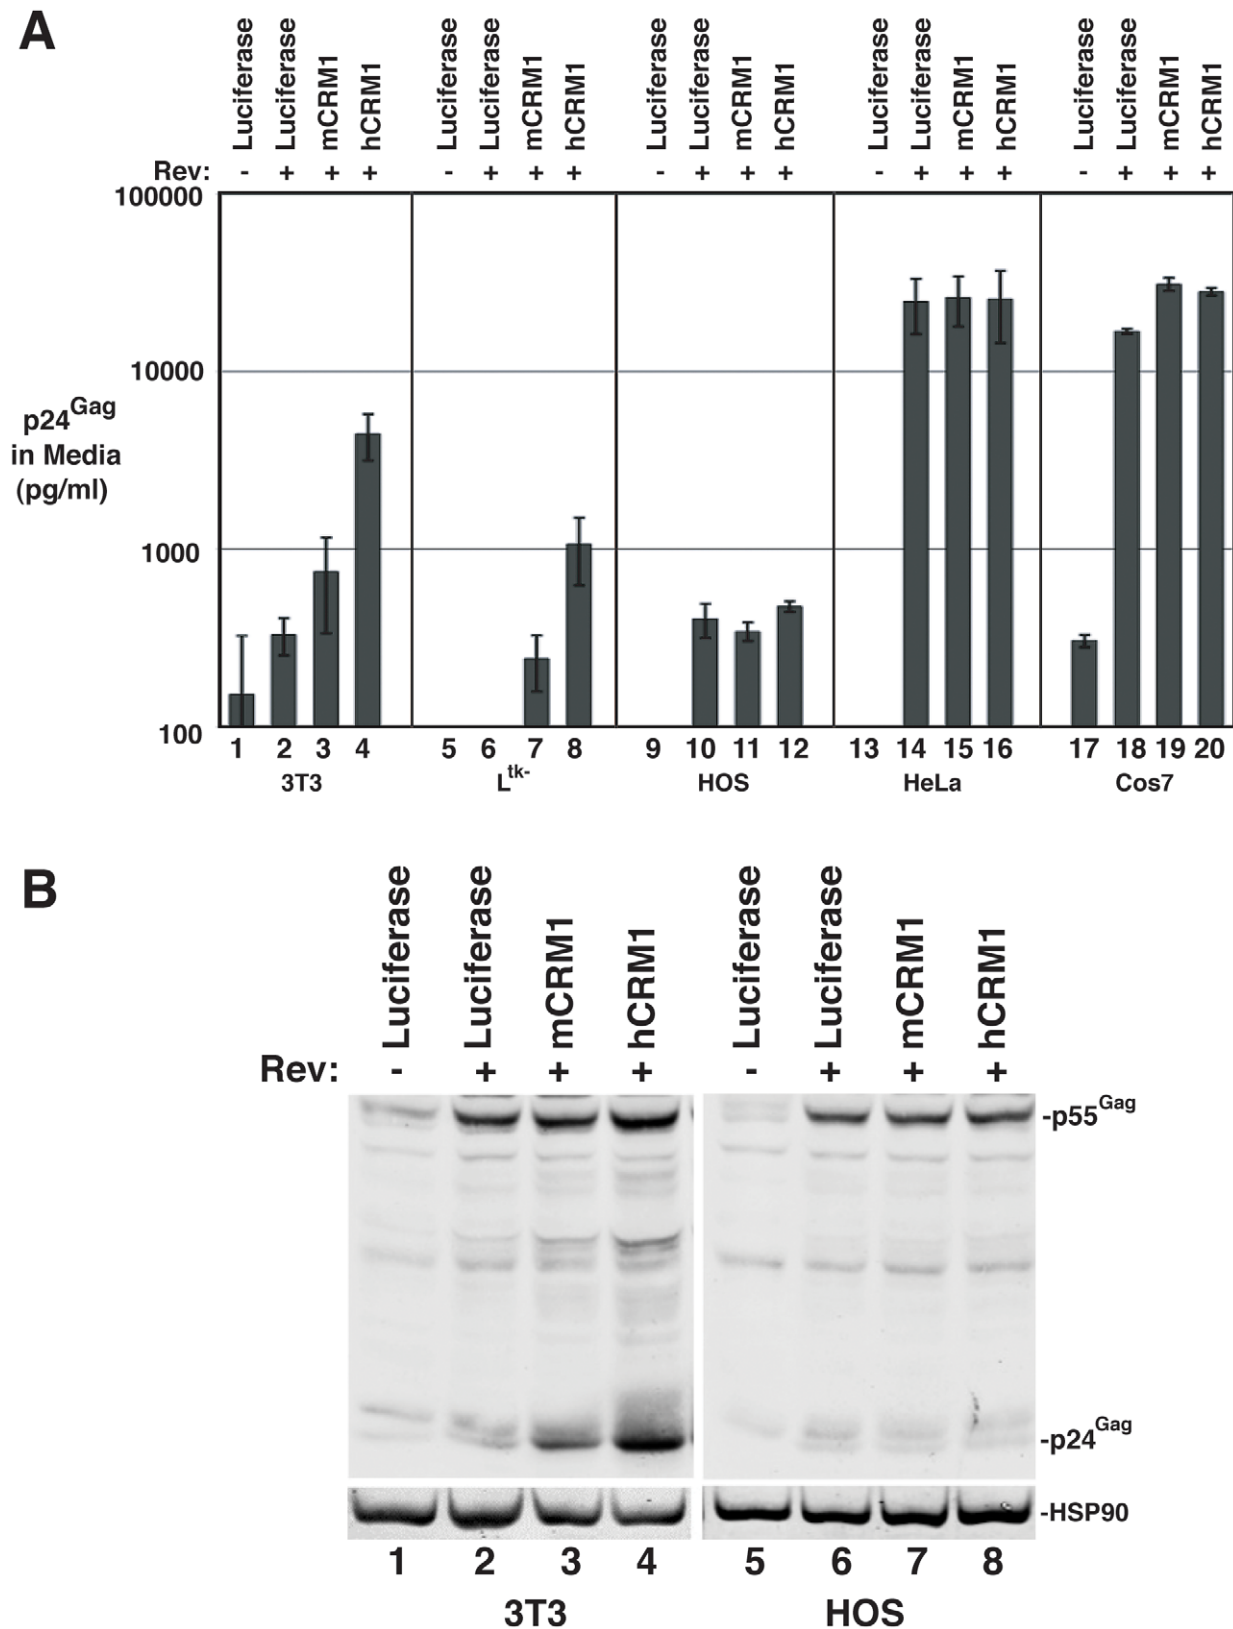 A
Luciferase Luciferase mCRM1 hCRM1 Luciferase Luciferase mCRM1 hCRM1 Luciferase Luciferase mCRM1 hCRM1 Luciferase Luciferase mCRM1 hCRM1 Luciferase Luciferase mCRM1 hCRM1
Rev: - + + + - + + + - + + + - + + + - + + +
100000
10000
p24Gag
in Media
(pg/ml)
1000
100
1 2 3 4 5 6 7 8 9 10 11 12 13 14 15 16 17 18 19 20
3T3 Ltk- HOS HeLa Cos7
B
Luciferase Luciferase mCRM1 hCRM1 Luciferase Luciferase mCRM1 hCRM1
Rev: - + + + - + + +
-p55Gag
-p24Gag
-HSP90
1 2 3 4 5 6 7 8
3T3 HOS